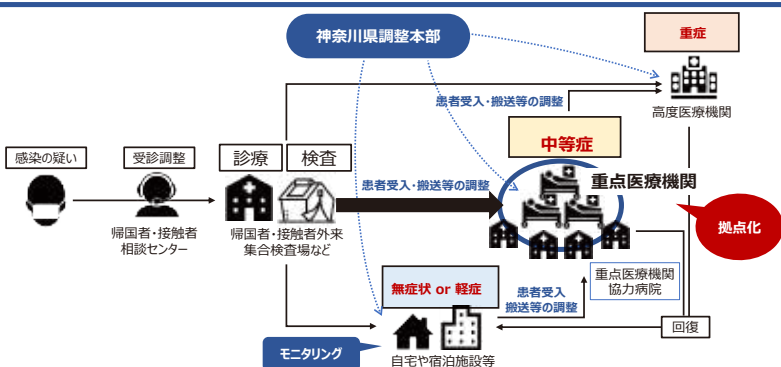 神奈川県調整本部
重症
患者受入・搬送等の調整
高度医療機関
中等症
感染の疑い
受診調整
診療
検査
患者受入・搬送等の調整
重点医療機関
拠点化
帰国者・接触者
相談センター
帰国者・接触者外来
集合検査場など
無症状 or 軽症
患者受入
搬送等の調整
重点医療機関
協力病院
回復
モニタリング
自宅や宿泊施設等